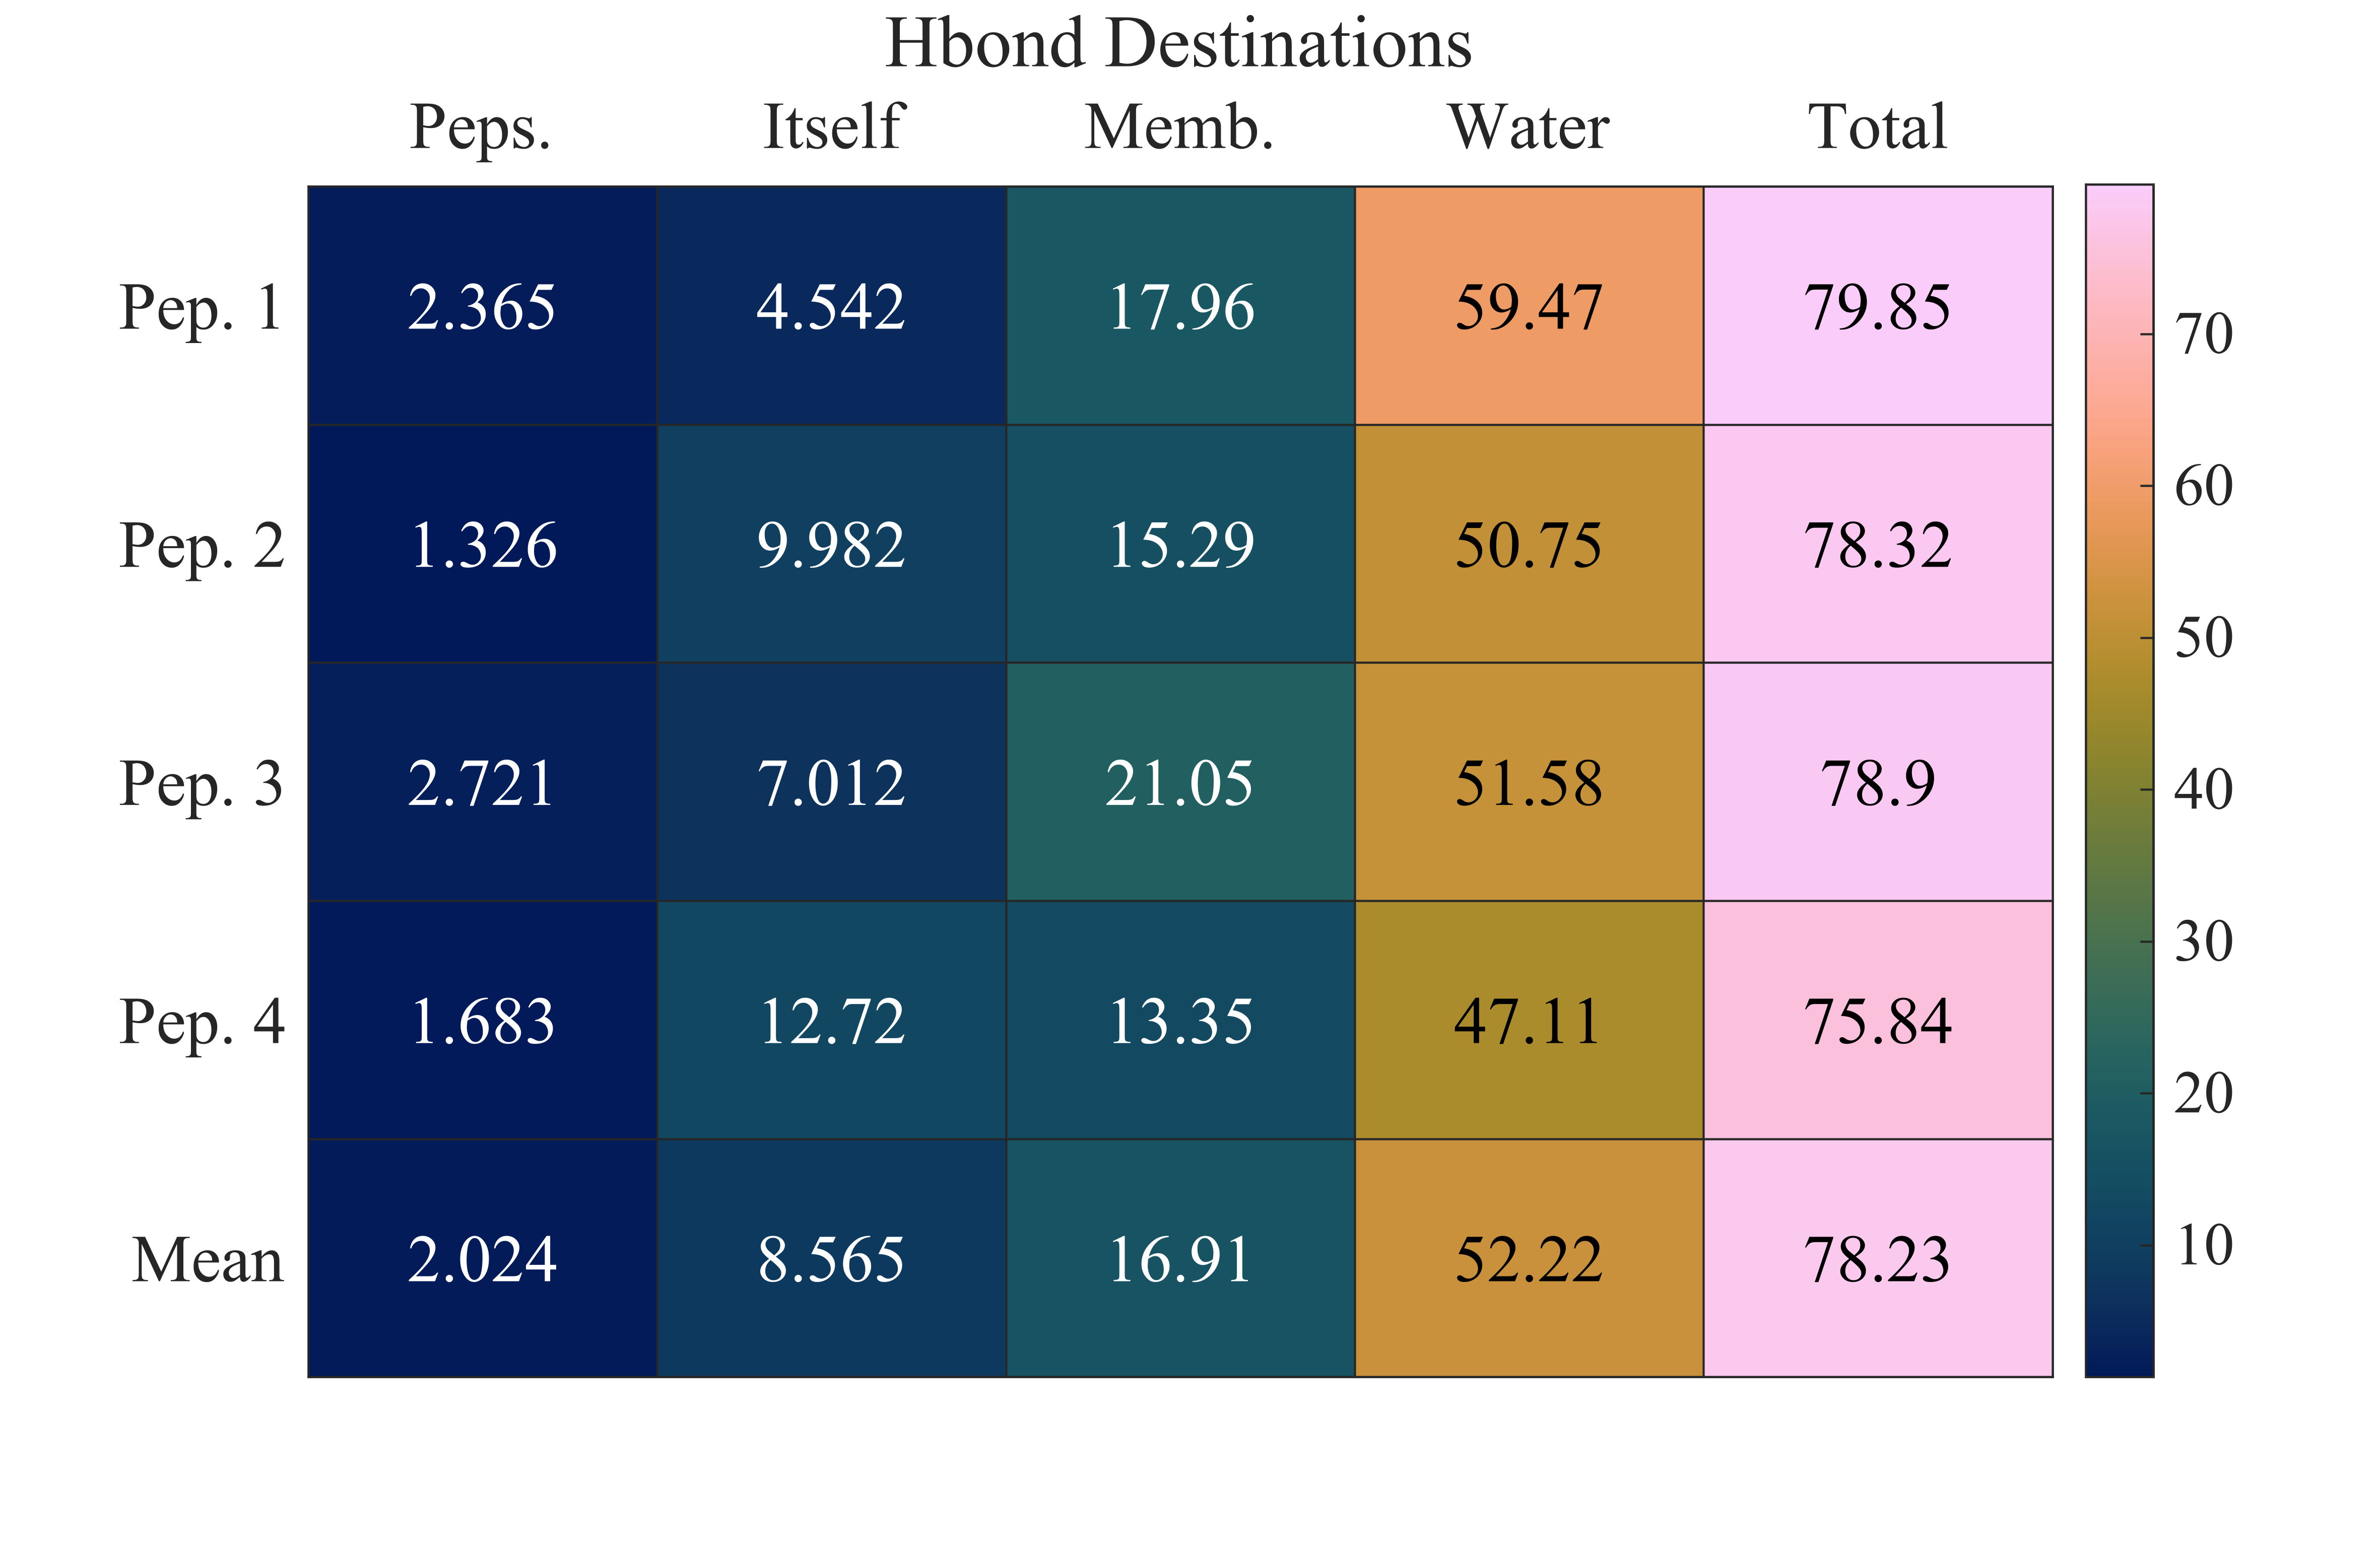 Hbond Destinations
Peps. Itself Memb. Water Total
Pep. 1 2.365 4.542 17.96 59.47 79.85
Pep. 2 1.326 9.982 15.29 50.75 78.32
Pep. 3 2.721 7.012 21.05 51.58 78.9
Pep. 4 1.683 12.72 13.35 47.11 75.84
Mean 2.024 8.565 16.91 52.22 78.23
70
60
50
40
30
20
10